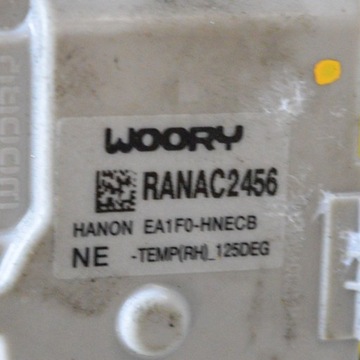 WOORY
RANAC2456
HANON EA1F0-HNECB
NE -TEMP(RH)_125DEG